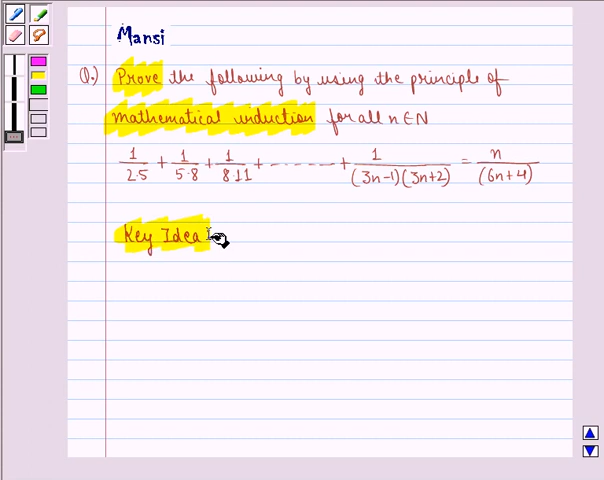 Mansi
Q.) Prove the following by using the principle of
mathematical induction for all n ∈ N
1/2.5 + 1/5.8 + 1/8.11 + ------- + 1/(3n-1)(3n+2) = n/(6n+4)
Key Idea